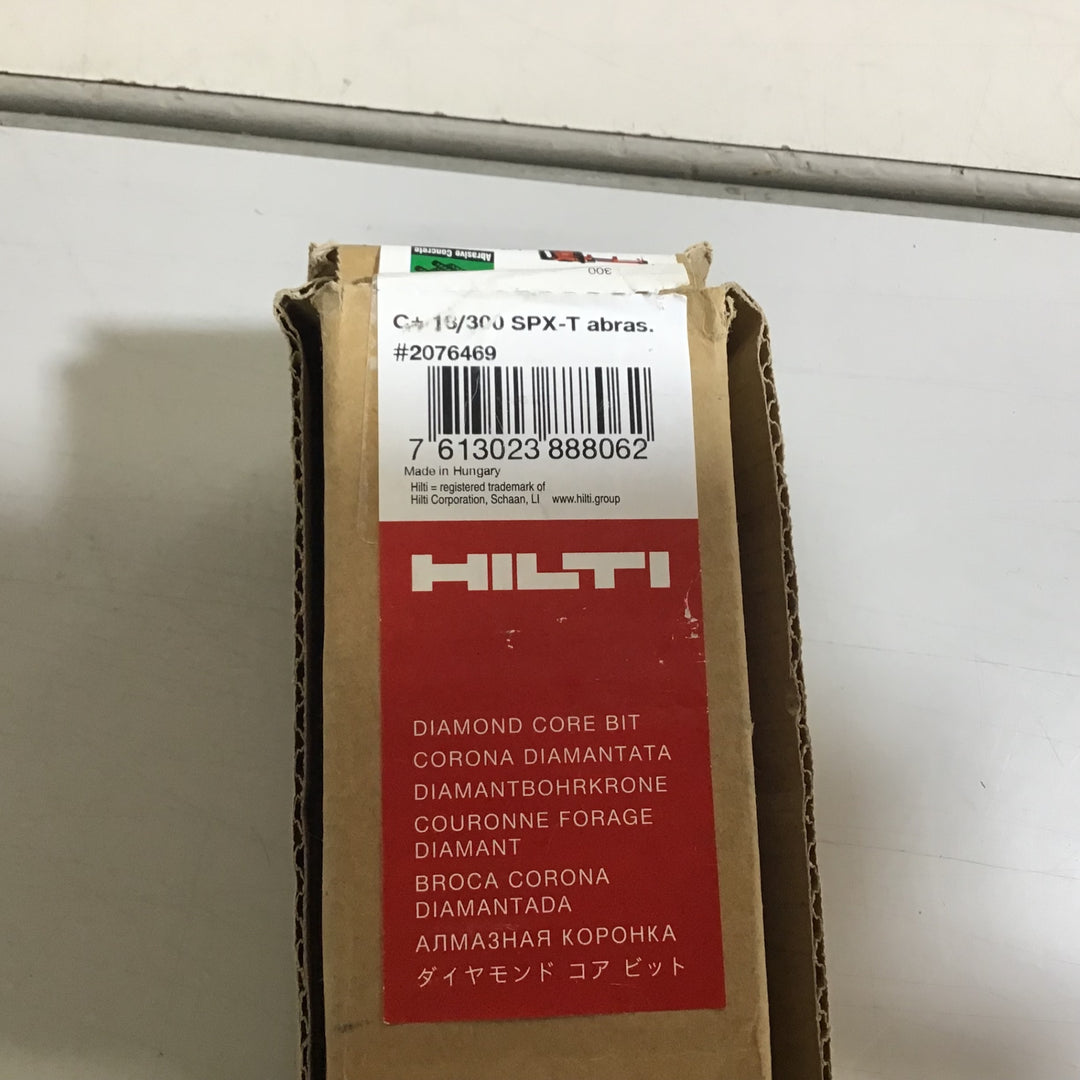 Abrasive Concrete
300
C+ 18/300 SPX-T abras.
#2076469
7 613023 888062
Made in Hungary
Hilti = registered trademark of
Hilti Corporation, Schaan, LI www.hilti.group
HILTI
DIAMOND CORE BIT
CORONA DIAMANTATA
DIAMANTBOHRKRONE
COURONNE FORAGE
DIAMANT
BROCA CORONA
DIAMANTADA
АЛМАЗНАЯ КОРОНКА
ダイヤモンド コア ビット